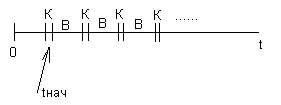 К К К К ......
В В В
0 t
tнач